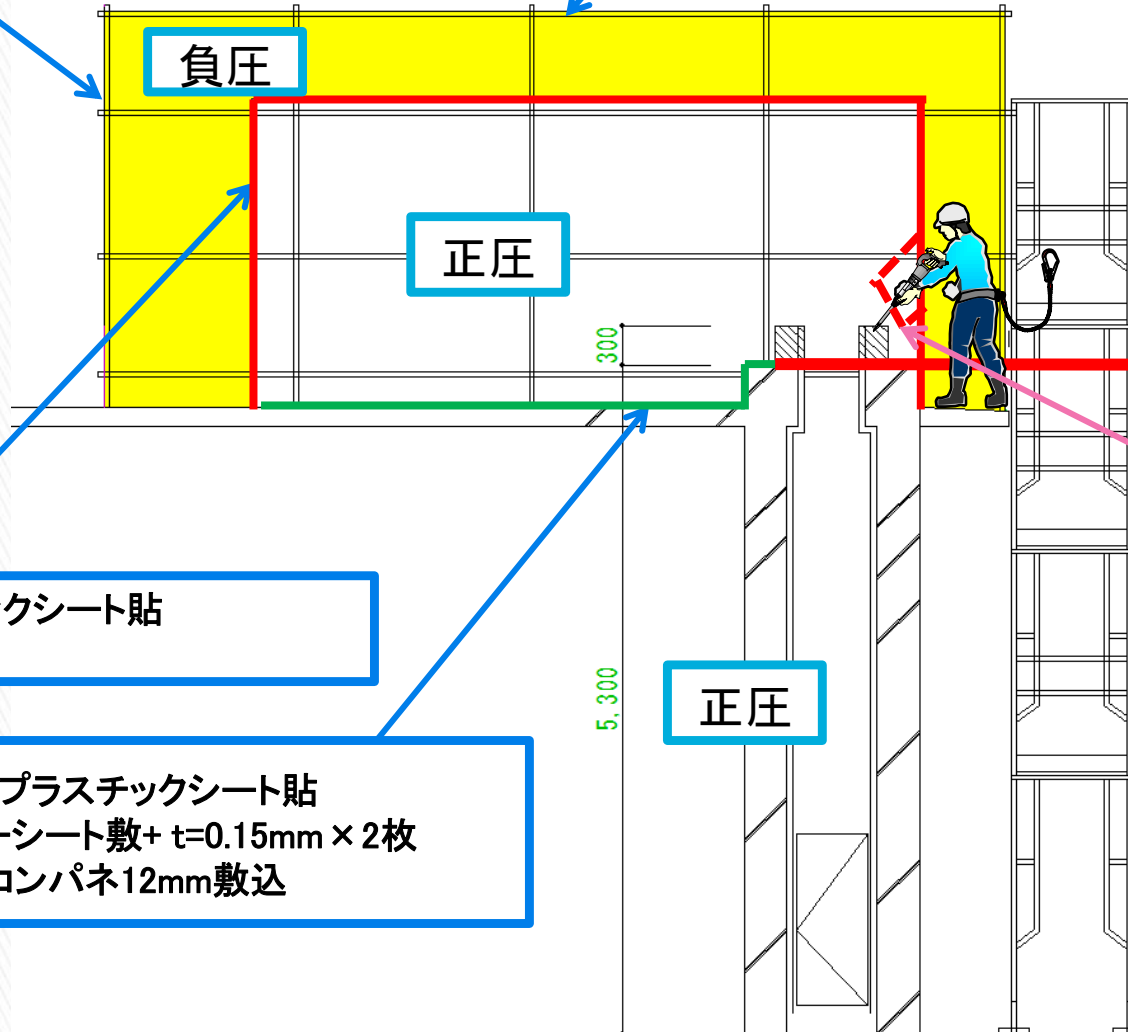 負圧
正圧
300
クシート貼
5,300
正圧
プラスチックシート貼
ーシート敷+ t=0.15mm×2枚
コンパネ12mm敷込